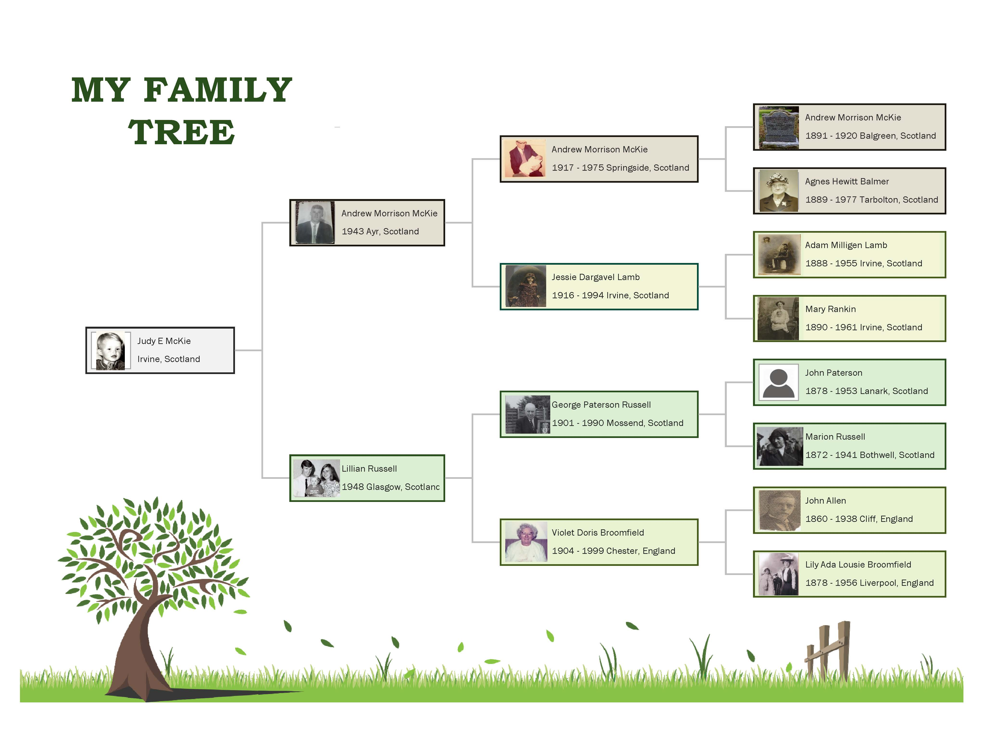 MY FAMILY
TREE
Judy E McKie
Irvine, Scotland
Andrew Morrison McKie
1943 Ayr, Scotland
Lillian Russell
1948 Glasgow, Scotland
Andrew Morrison McKie
1917 - 1975 Springside, Scotland
Jessie Dargavel Lamb
1916 - 1994 Irvine, Scotland
George Paterson Russell
1901 - 1990 Mossend, Scotland
Violet Doris Broomfield
1904 - 1999 Chester, England
Andrew Morrison McKie
1891 - 1920 Balgreen, Scotland
Agnes Hewitt Balmer
1889 - 1977 Tarbolton, Scotland
Adam Milligen Lamb
1888 - 1955 Irvine, Scotland
Mary Rankin
1890 - 1961 Irvine, Scotland
John Paterson
1878 - 1953 Lanark, Scotland
Marion Russell
1872 - 1941 Bothwell, Scotland
John Allen
1860 - 1938 Cliff, England
Lily Ada Lousie Broomfield
1878 - 1956 Liverpool, England